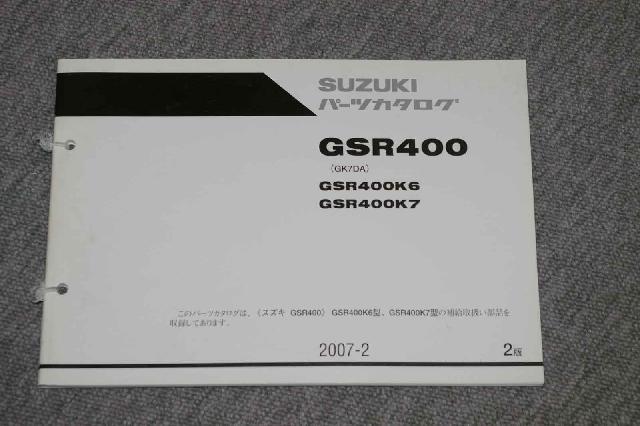 SUZUKI
パーツカタログ
GSR400
(GK7DA)
GSR400K6
GSR400K7
このパーツカタログは、〈スズキ GSR400〉 GSR400K6型、GSR400K7型の補給取扱い部品を
収録してあります。
2007-2
2版